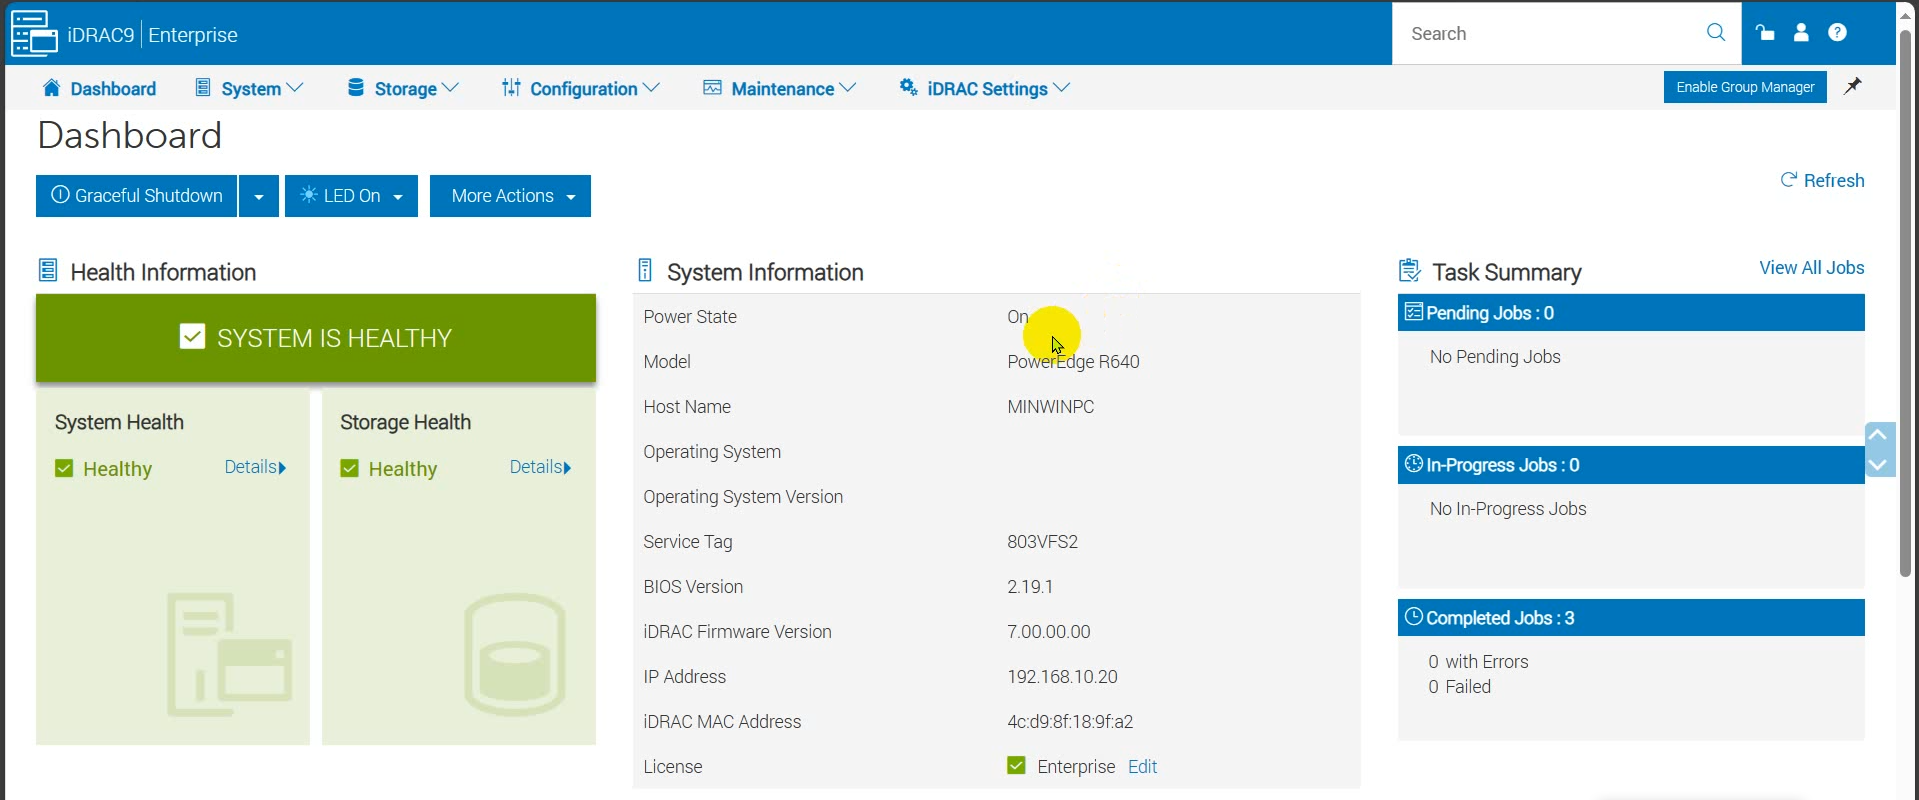 iDRAC9 | Enterprise
Search
Dashboard
System
Storage
Configuration
Maintenance
iDRAC Settings
Enable Group Manager
Dashboard
Graceful Shutdown
LED On
More Actions
Refresh
Health Information
SYSTEM IS HEALTHY
System Health
Healthy
Details
Storage Health
Healthy
Details
System Information
Power State On
Model PowerEdge R640
Host Name MINWINPC
Operating System
Operating System Version
Service Tag 803VFS2
BIOS Version 2.19.1
iDRAC Firmware Version 7.00.00.00
IP Address 192.168.10.20
iDRAC MAC Address 4c:d9:8f:18:9f:a2
License Enterprise Edit
Task Summary
View All Jobs
Pending Jobs : 0
No Pending Jobs
In-Progress Jobs : 0
No In-Progress Jobs
Completed Jobs : 3
0 with Errors
0 Failed